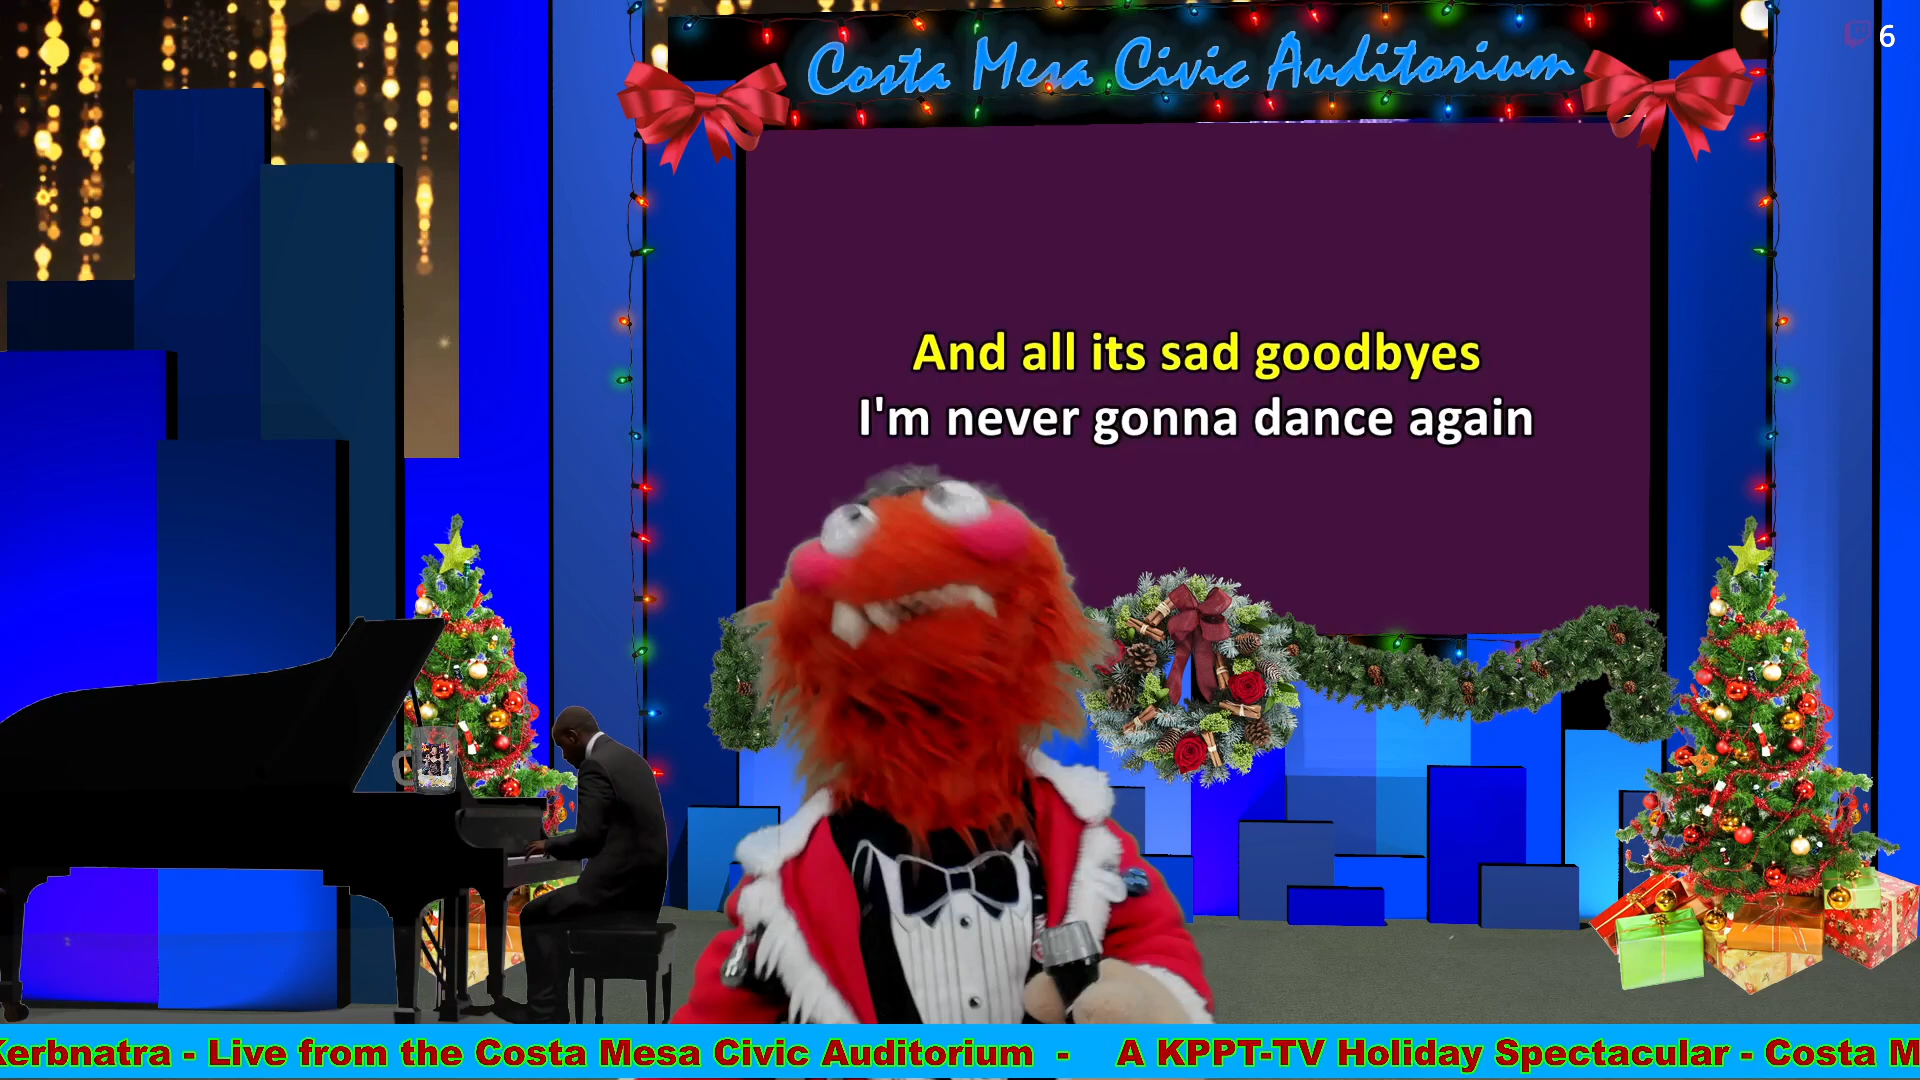 Costa Mesa Civic Auditorium
6
And all its sad goodbyes
I'm never gonna dance again
Kerbnatra - Live from the Costa Mesa Civic Auditorium - A KPPT-TV Holiday Spectacular - Costa M